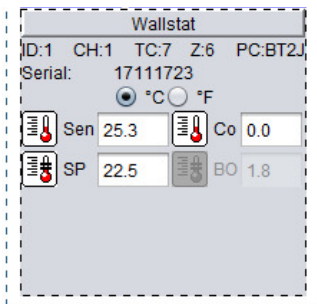 Wallstat
ID:1 CH:1 TC:7 Z:6 PC:BT2J
Serial: 17111723
°C °F
Sen 25.3 Co 0.0
SP 22.5 BO 1.8